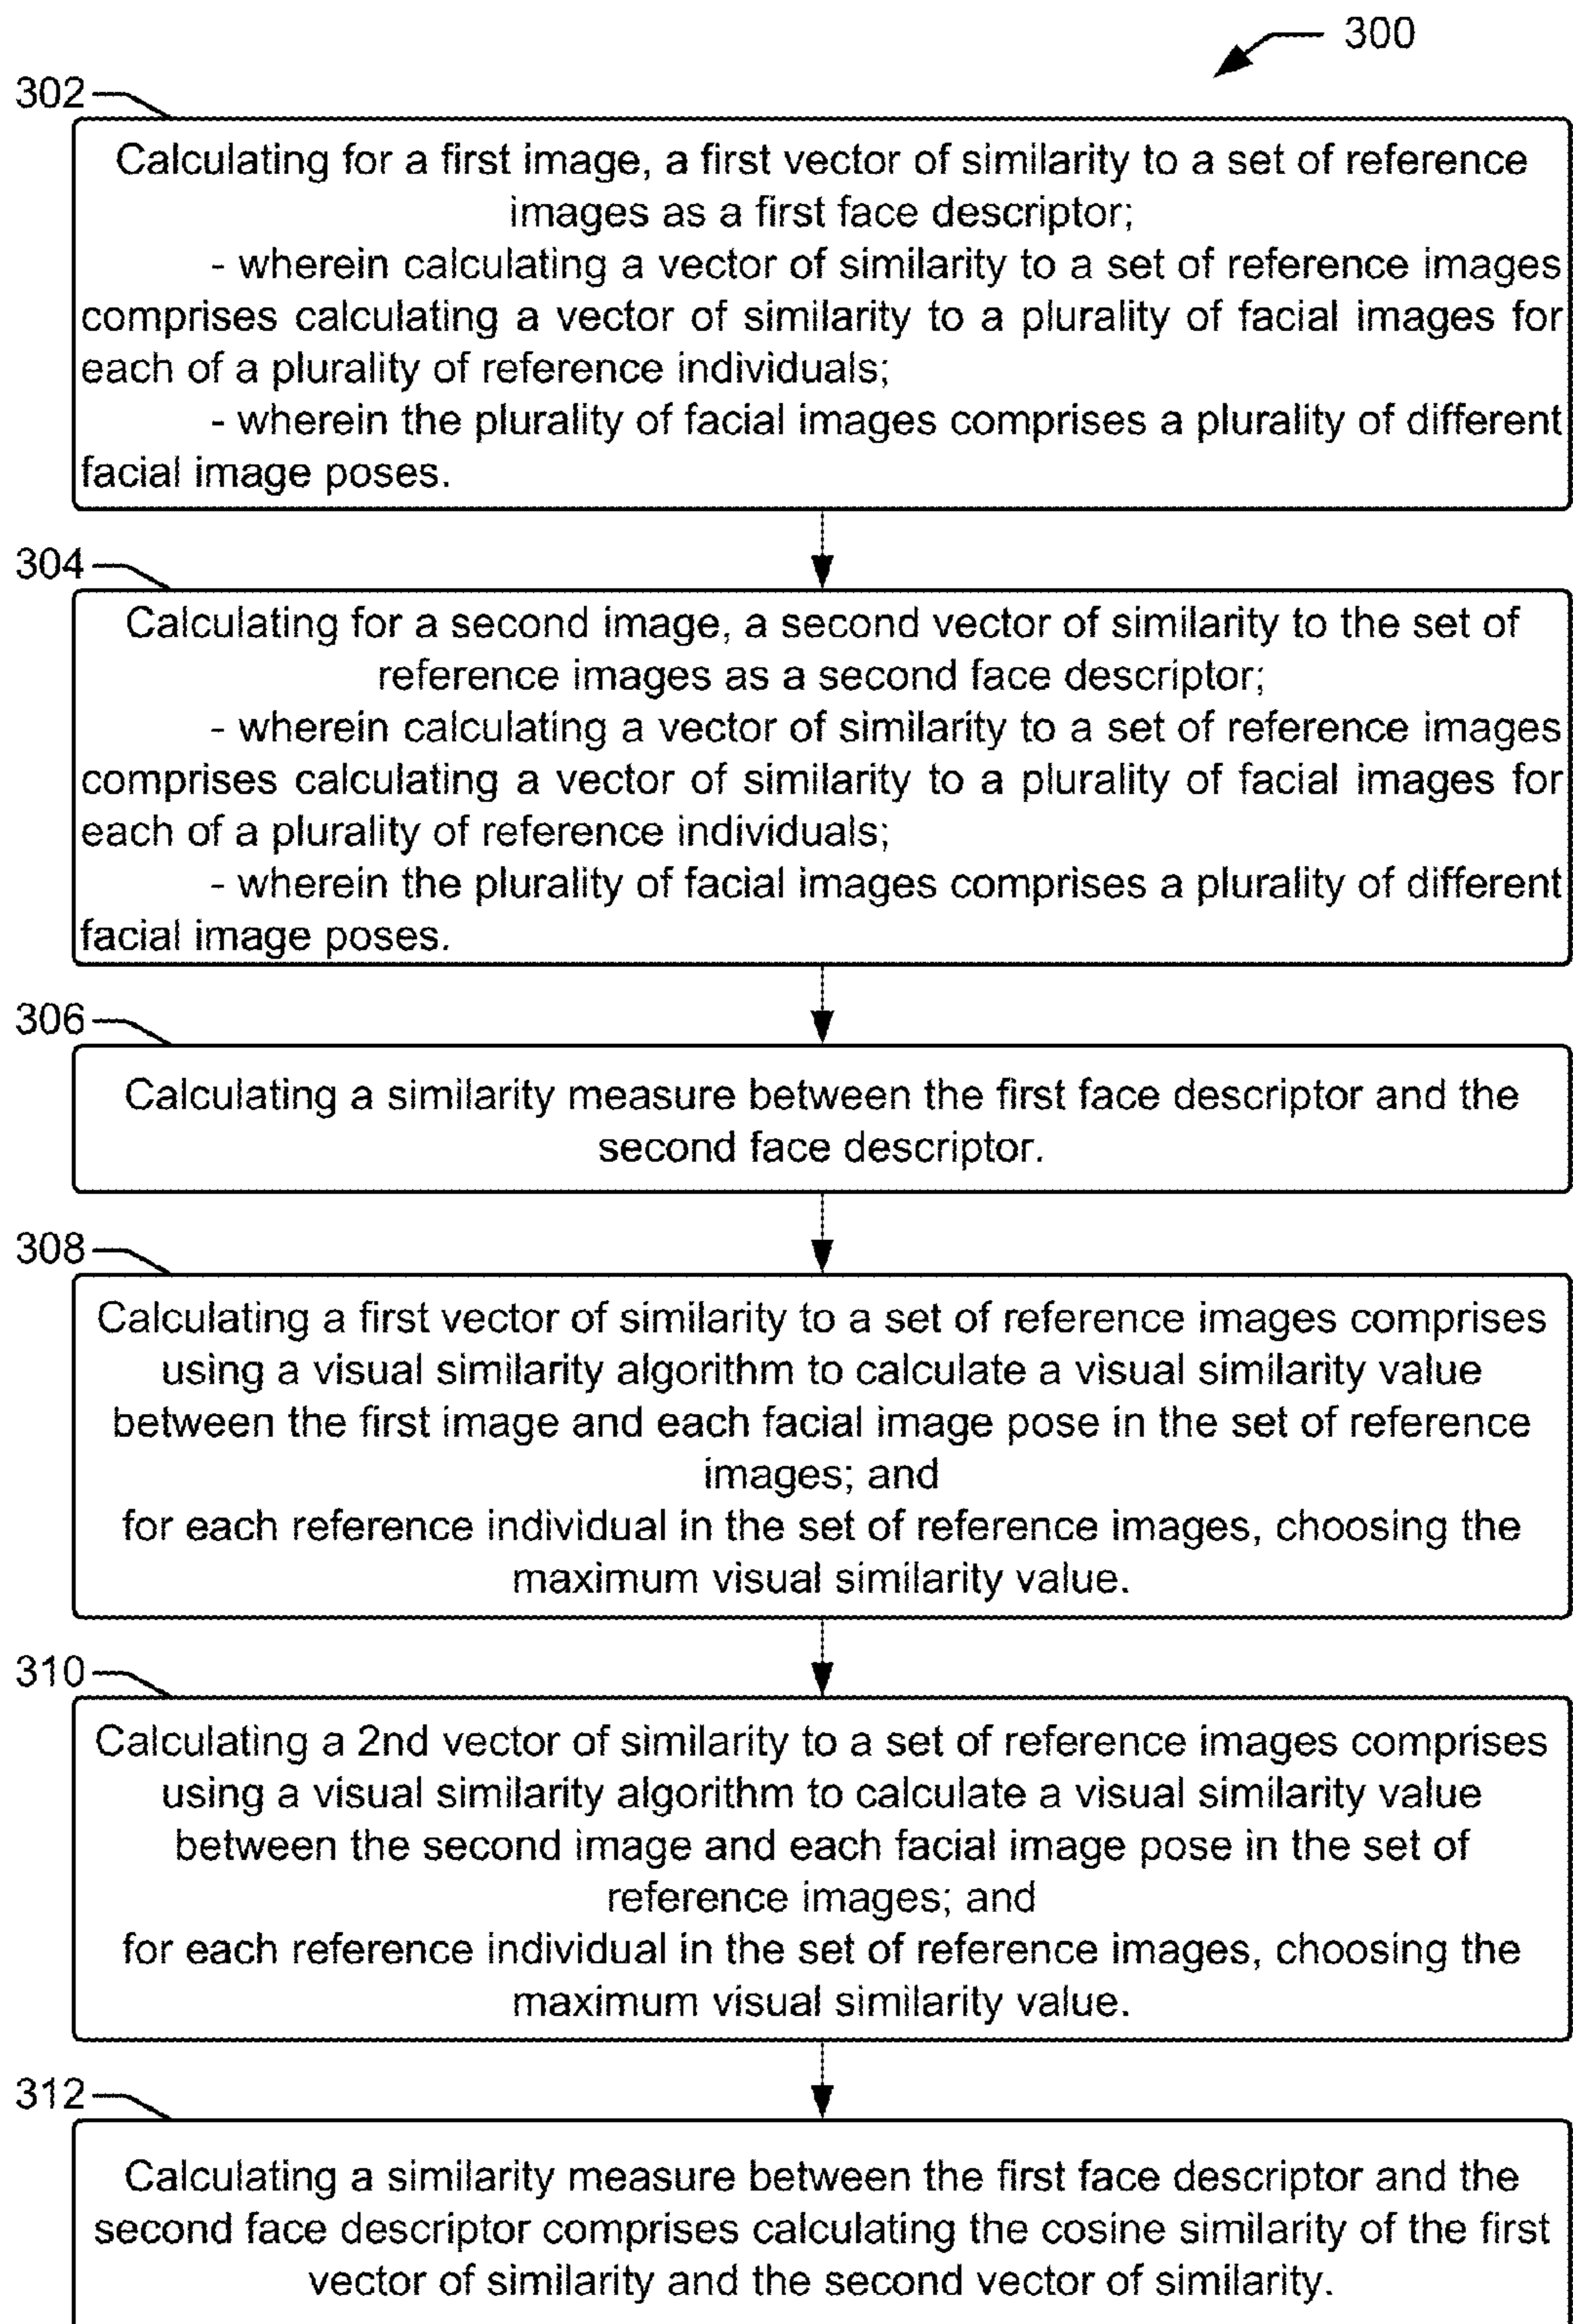 300
302
Calculating for a first image, a first vector of similarity to a set of reference
images as a first face descriptor;
- wherein calculating a vector of similarity to a set of reference images
comprises calculating a vector of similarity to a plurality of facial images for
each of a plurality of reference individuals;
- wherein the plurality of facial images comprises a plurality of different
facial image poses.
304
Calculating for a second image, a second vector of similarity to the set of
reference images as a second face descriptor;
- wherein calculating a vector of similarity to a set of reference images
comprises calculating a vector of similarity to a plurality of facial images for
each of a plurality of reference individuals;
- wherein the plurality of facial images comprises a plurality of different
facial image poses.
306
Calculating a similarity measure between the first face descriptor and the
second face descriptor.
308
Calculating a first vector of similarity to a set of reference images comprises
using a visual similarity algorithm to calculate a visual similarity value
between the first image and each facial image pose in the set of reference
images; and
for each reference individual in the set of reference images, choosing the
maximum visual similarity value.
310
Calculating a 2nd vector of similarity to a set of reference images comprises
using a visual similarity algorithm to calculate a visual similarity value
between the second image and each facial image pose in the set of
reference images; and
for each reference individual in the set of reference images, choosing the
maximum visual similarity value.
312
Calculating a similarity measure between the first face descriptor and the
second face descriptor comprises calculating the cosine similarity of the first
vector of similarity and the second vector of similarity.